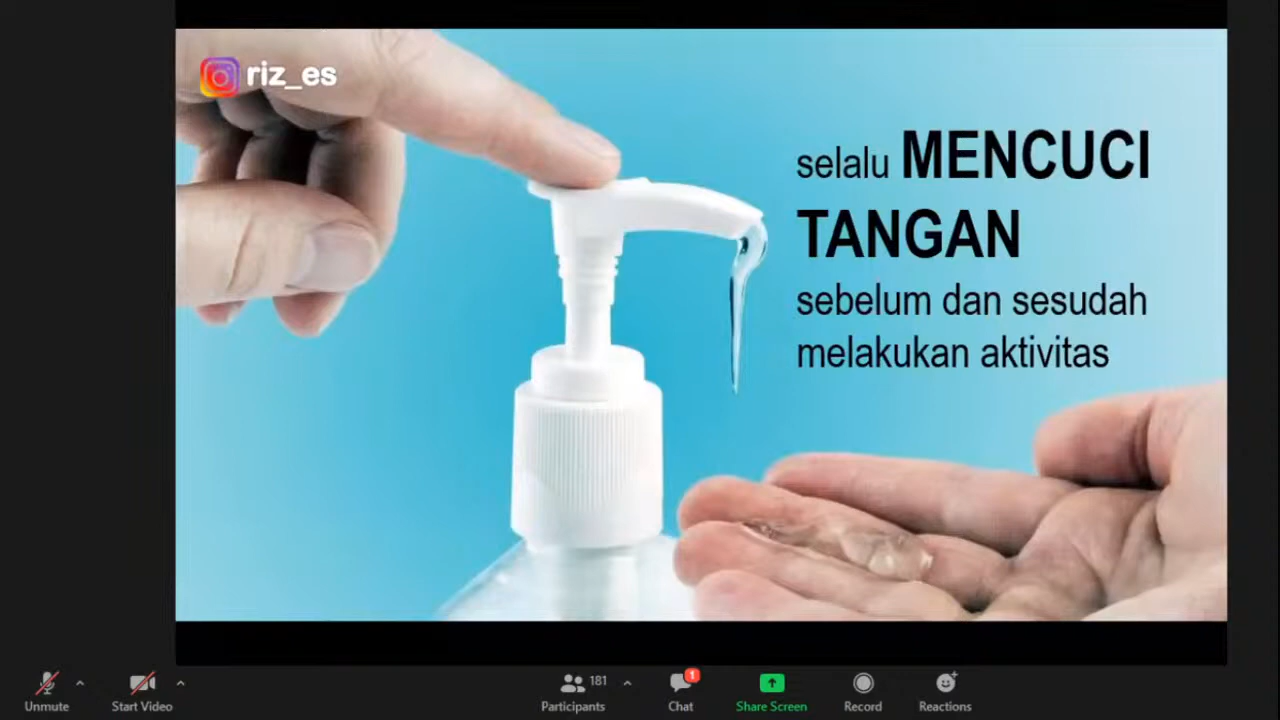 riz_es
selalu MENCUCI
TANGAN
sebelum dan sesudah
melakukan aktivitas
Unmute
Start Video
181
Participants
1
Chat
Share Screen
Record
Reactions